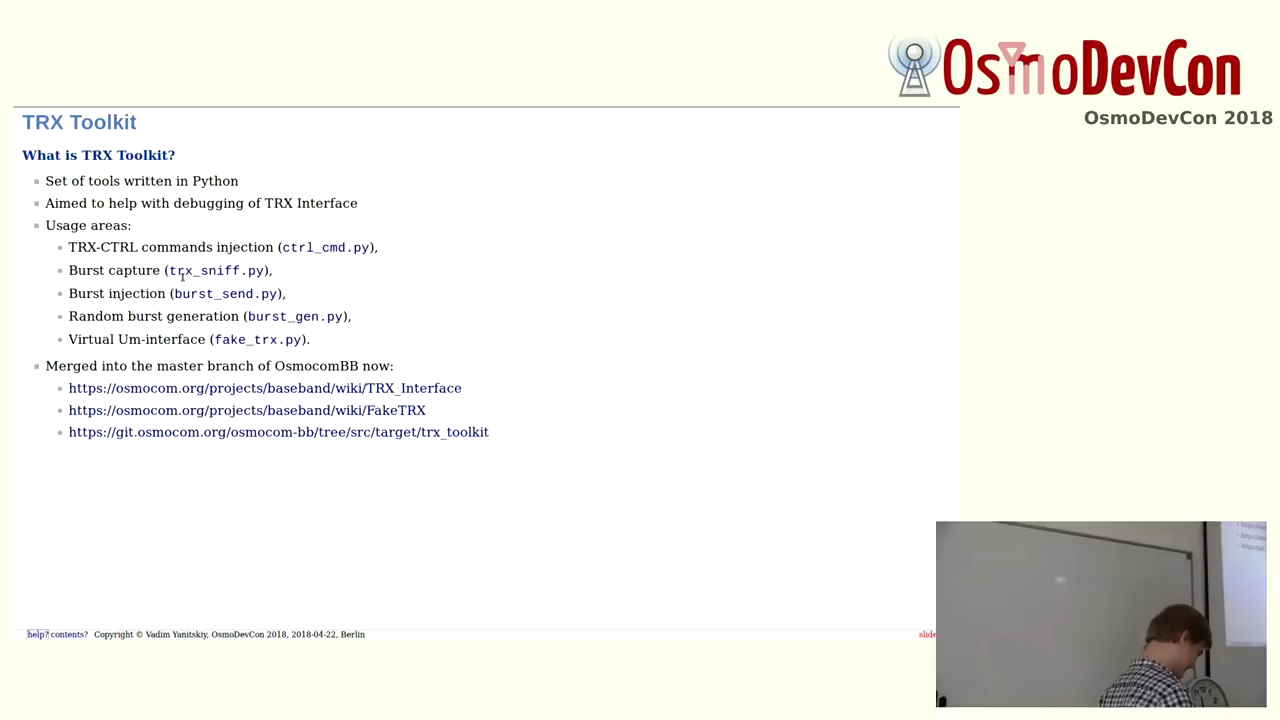 OsmoDevCon
OsmoDevCon 2018
TRX Toolkit
What is TRX Toolkit?
Set of tools written in Python
Aimed to help with debugging of TRX Interface
Usage areas:
TRX-CTRL commands injection (ctrl_cmd.py),
Burst capture (trx_sniff.py),
Burst injection (burst_send.py),
Random burst generation (burst_gen.py),
Virtual Um-interface (fake_trx.py).
Merged into the master branch of OsmocomBB now:
https://osmocom.org/projects/baseband/wiki/TRX_Interface
https://osmocom.org/projects/baseband/wiki/FakeTRX
https://git.osmocom.org/osmocom-bb/tree/src/target/trx_toolkit
help? contents? Copyright © Vadim Yanitskiy, OsmoDevCon 2018, 2018-04-22, Berlin
slide